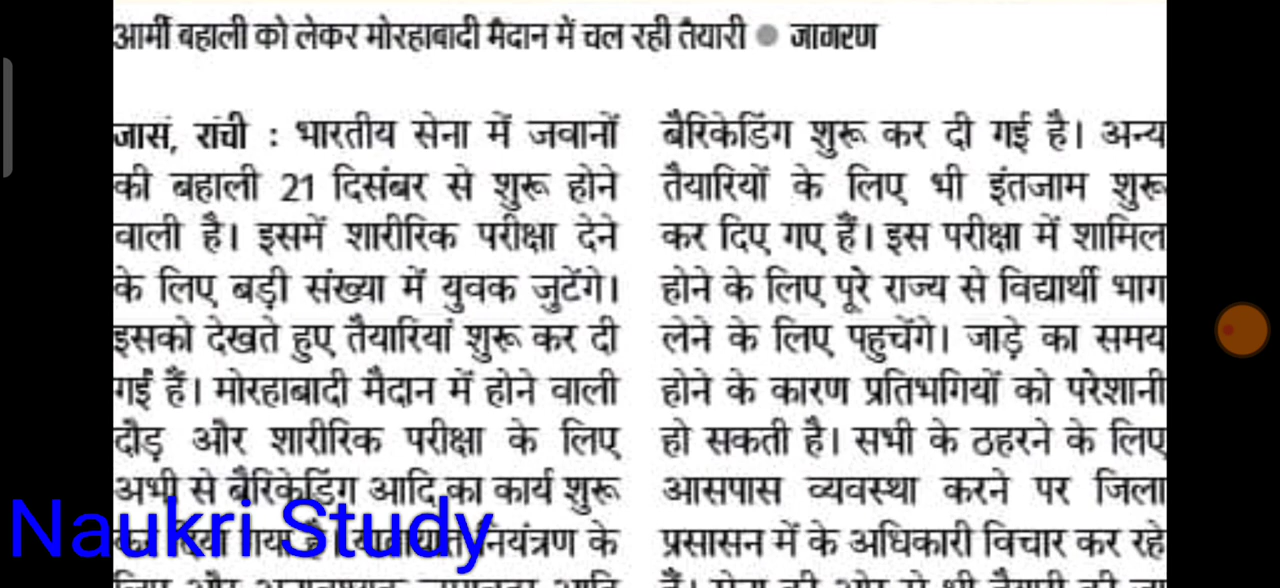 आर्मी बहाली को लेकर मोरहाबादी मैदान में चल रही तैयारी ● जागरण
जासं, रांची : भारतीय सेना में जवानों
की बहाली 21 दिसंबर से शुरू होने
वाली है। इसमें शारीरिक परीक्षा देने
के लिए बड़ी संख्या में युवक जुटेंगे।
इसको देखते हुए तैयारियां शुरू कर दी
गईं हैं। मोरहाबादी मैदान में होने वाली
दौड़ और शारीरिक परीक्षा के लिए
अभी से बैरिकेडिंग आदि का कार्य शुरू
नियंत्रण के
बैरिकेडिंग शुरू कर दी गई है। अन्य
तैयारियों के लिए भी इंतजाम शुरू
कर दिए गए हैं। इस परीक्षा में शामिल
होने के लिए पूरे राज्य से विद्यार्थी भाग
लेने के लिए पहुचेंगे। जाड़े का समय
होने के कारण प्रतिभगियों को परेशानी
हो सकती है। सभी के ठहरने के लिए
आसपास व्यवस्था करने पर जिला
प्रसासन में के अधिकारी विचार कर रहे
Naukri Study